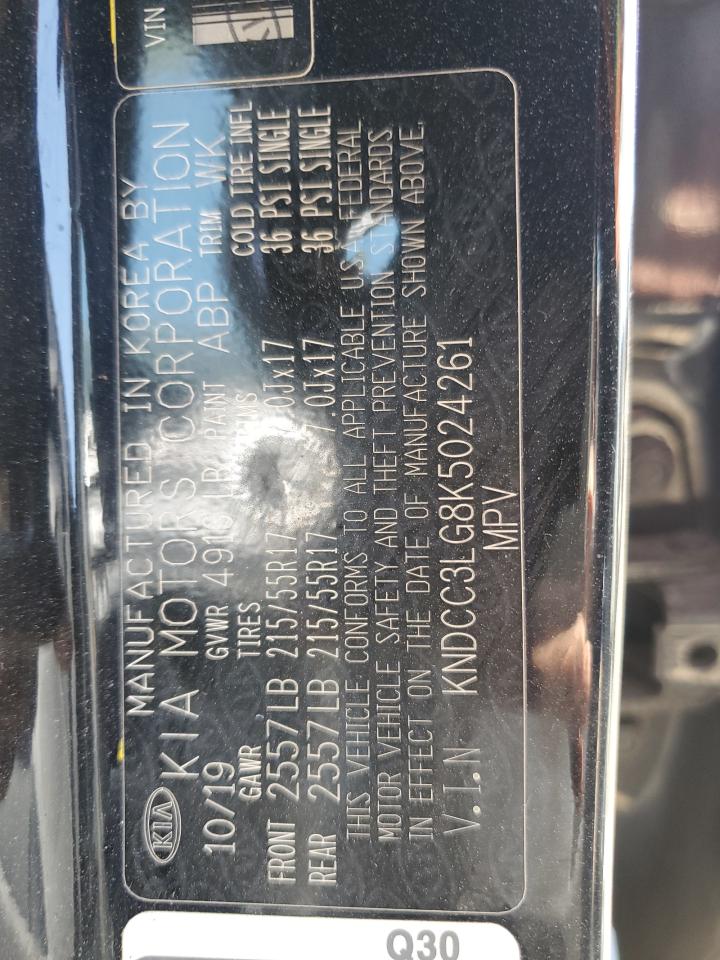 VIN
KIA
MANUFACTURED IN KOREA BY
KIA MOTORS CORPORATION
10/19 GVWR LB PAINT ABP TRIM WK
GAWR TIRES COLD TIRE INFL
FRONT 2557LB 215/55R17 7.0Jx17 36 PSI SINGLE
REAR 2557LB 215/55R17 7.0Jx17 36 PSI SINGLE
THIS VEHICLE CONFORMS TO ALL APPLICABLE U.S.A FEDERAL
MOTOR VEHICLE SAFETY AND THEFT PREVENTION STANDARDS
IN EFFECT ON THE DATE OF MANUFACTURE SHOWN ABOVE.
V.I.N KNDCC3LG8K5024261
MPV
Q30